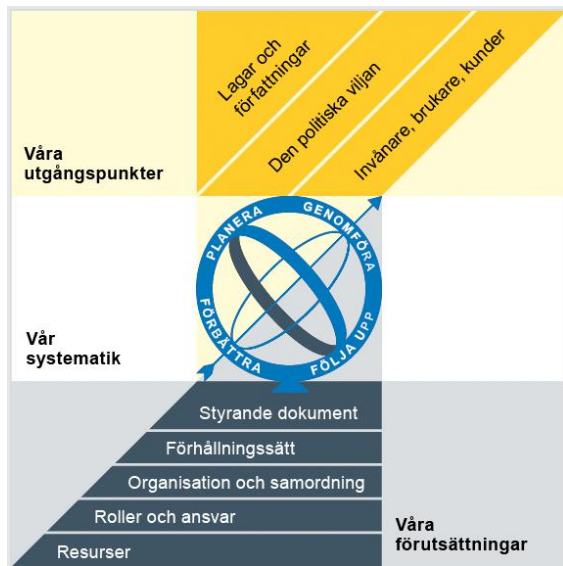 Lagar och
författningar
Den politiska viljan
Invånare, brukare, kunder
Våra
utgångspunkter
PLANERA
GENOMFÖRA
FÖRBÄTTRA
FÖLJA UPP
Vår
systematik
Styrande dokument
Förhållningssätt
Organisation och samordning
Roller och ansvar
Resurser
Våra
förutsättningar